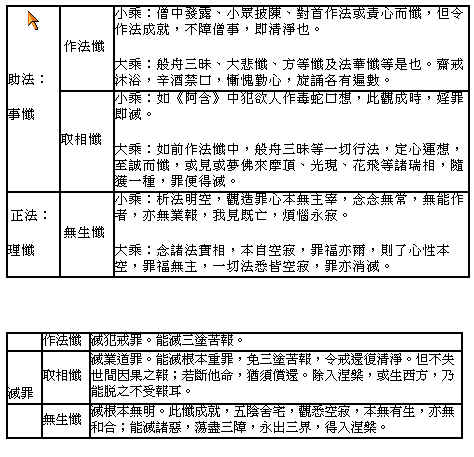 小乘：僧中發露、小眾披陳、對首作法或責心而懺，但令
作法成就，不障僧事，即清淨也。
作法懺
大乘：般舟三昧、大悲懺、方等懺及法華懺等是也。齋戒
沐浴，辛酒禁口，慚愧勤心，旋誦各有遍數。
助法：
事懺
小乘：如《阿含》中犯欲人作毒蛇口想，此觀成時，婬罪
即滅。
取相懺
大乘：如前作法懺中，般舟三昧等一切行法，定心運想，
至誠而懺，或見或夢佛來摩頂、光現、花飛等諸瑞相，隨
獲一種，罪便得滅。
正法：
理懺
小乘：析法明空，觀造罪心本無主宰，念念無常，無能作
者，亦無業報，我見既亡，煩惱永寂。
無生懺
大乘：念諸法實相，本自空寂，罪福亦爾，則了心性本
空，罪福無主，一切法悉皆空寂，罪亦消滅。
滅罪
作法懺
滅犯戒罪。能滅三塗苦報。
取相懺
滅業道罪。能滅根本重罪，免三塗苦報，令戒還復清淨。但不失
世間因果之報；若斷他命，猶須償還。除入涅槃，或生西方，乃
能脫之不受報耳。
無生懺
滅根本無明。此懺成就，五陰舍宅，觀悉空寂，本無有生，亦無
和合；能滅諸惡，蕩盡三障，永出三界，得入涅槃。